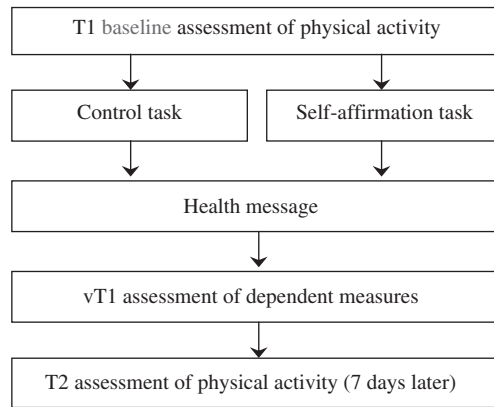 T1 baseline assessment of physical activity
Control task
Self-affirmation task
Health message
vT1 assessment of dependent measures
T2 assessment of physical activity (7 days later)